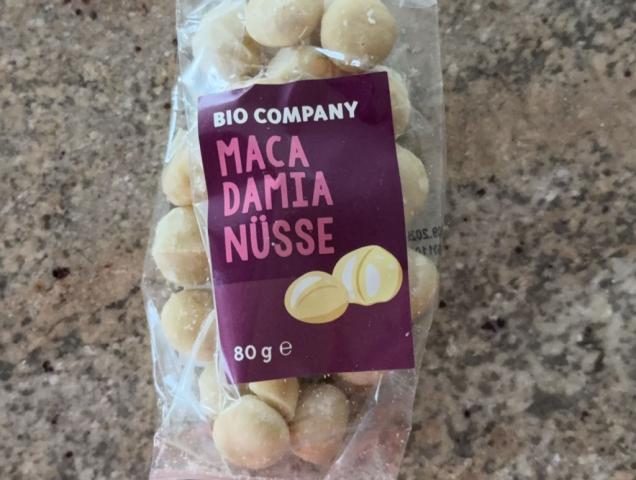 BIO COMPANY
MACA
DAMIA
NÜSSE
80 g ℮